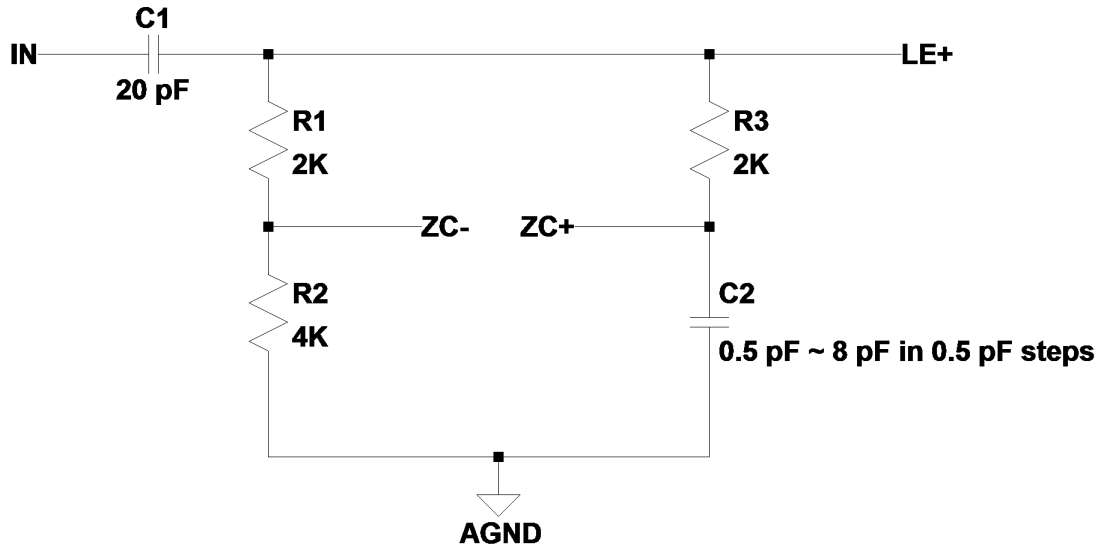 C1
IN
LE+
20 pF
R1
2K
R3
2K
ZC-
ZC+
R2
4K
C2
0.5 pF ~ 8 pF in 0.5 pF steps
AGND